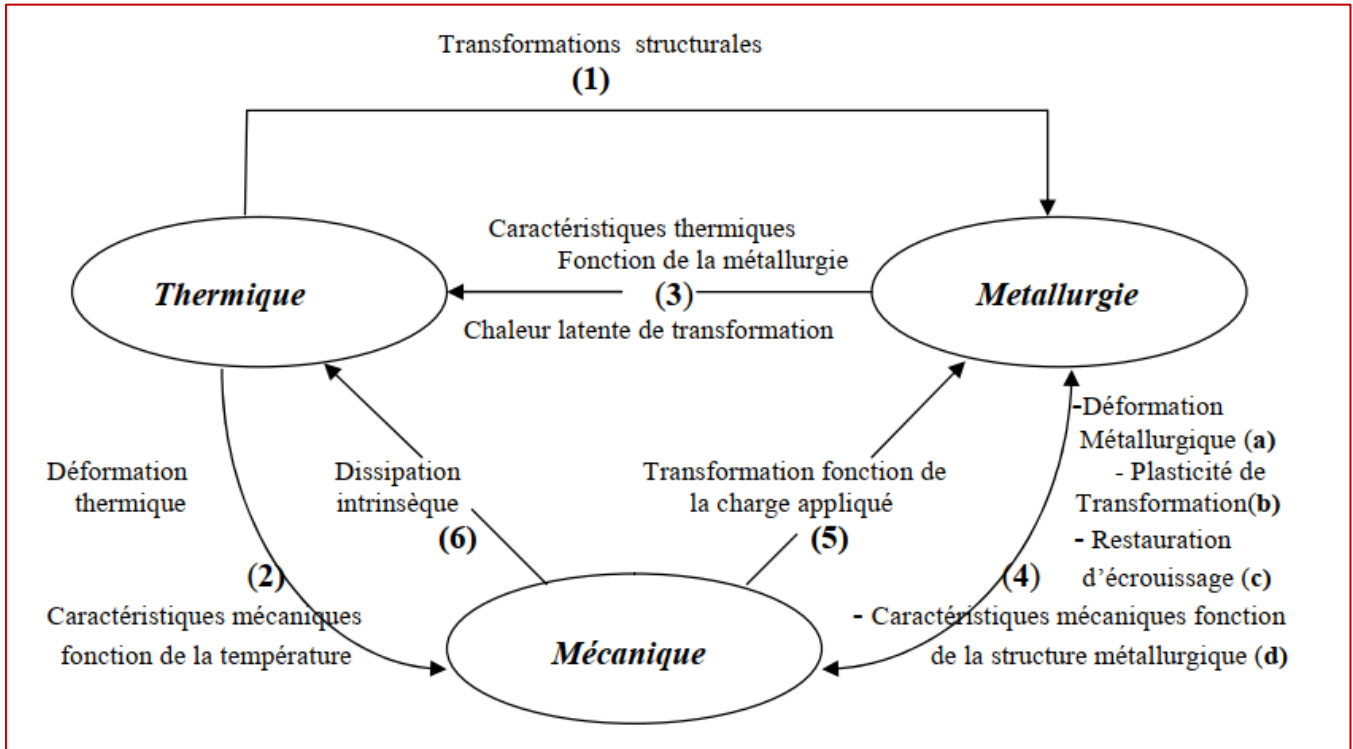 Transformations structurales
(1)
Caractéristiques thermiques
Fonction de la métallurgie
Thermique
(3)
Metallurgie
Chaleur latente de transformation
-Déformation
Métallurgique (a)
- Plasticité de
Transformation(b)
- Restauration
d'écrouissage (c)
Déformation
thermique
Dissipation
intrinsèque
(6)
Transformation fonction de
la charge appliqué
(5)
(2)
(4)
Caractéristiques mécaniques
fonction de la température
Mécanique
- Caractéristiques mécaniques fonction
de la structure métallurgique (d)